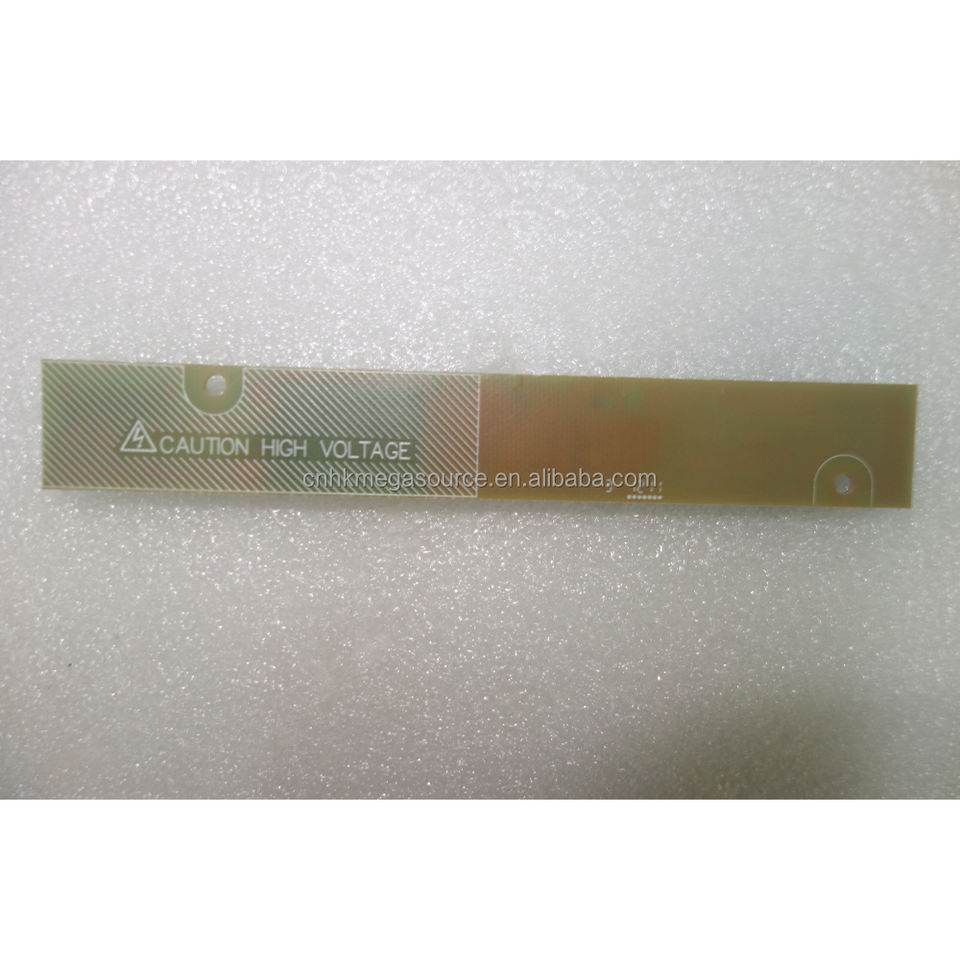 CAUTION HIGH VOLTAGE
cnhkmegasource.en.alibaba.com